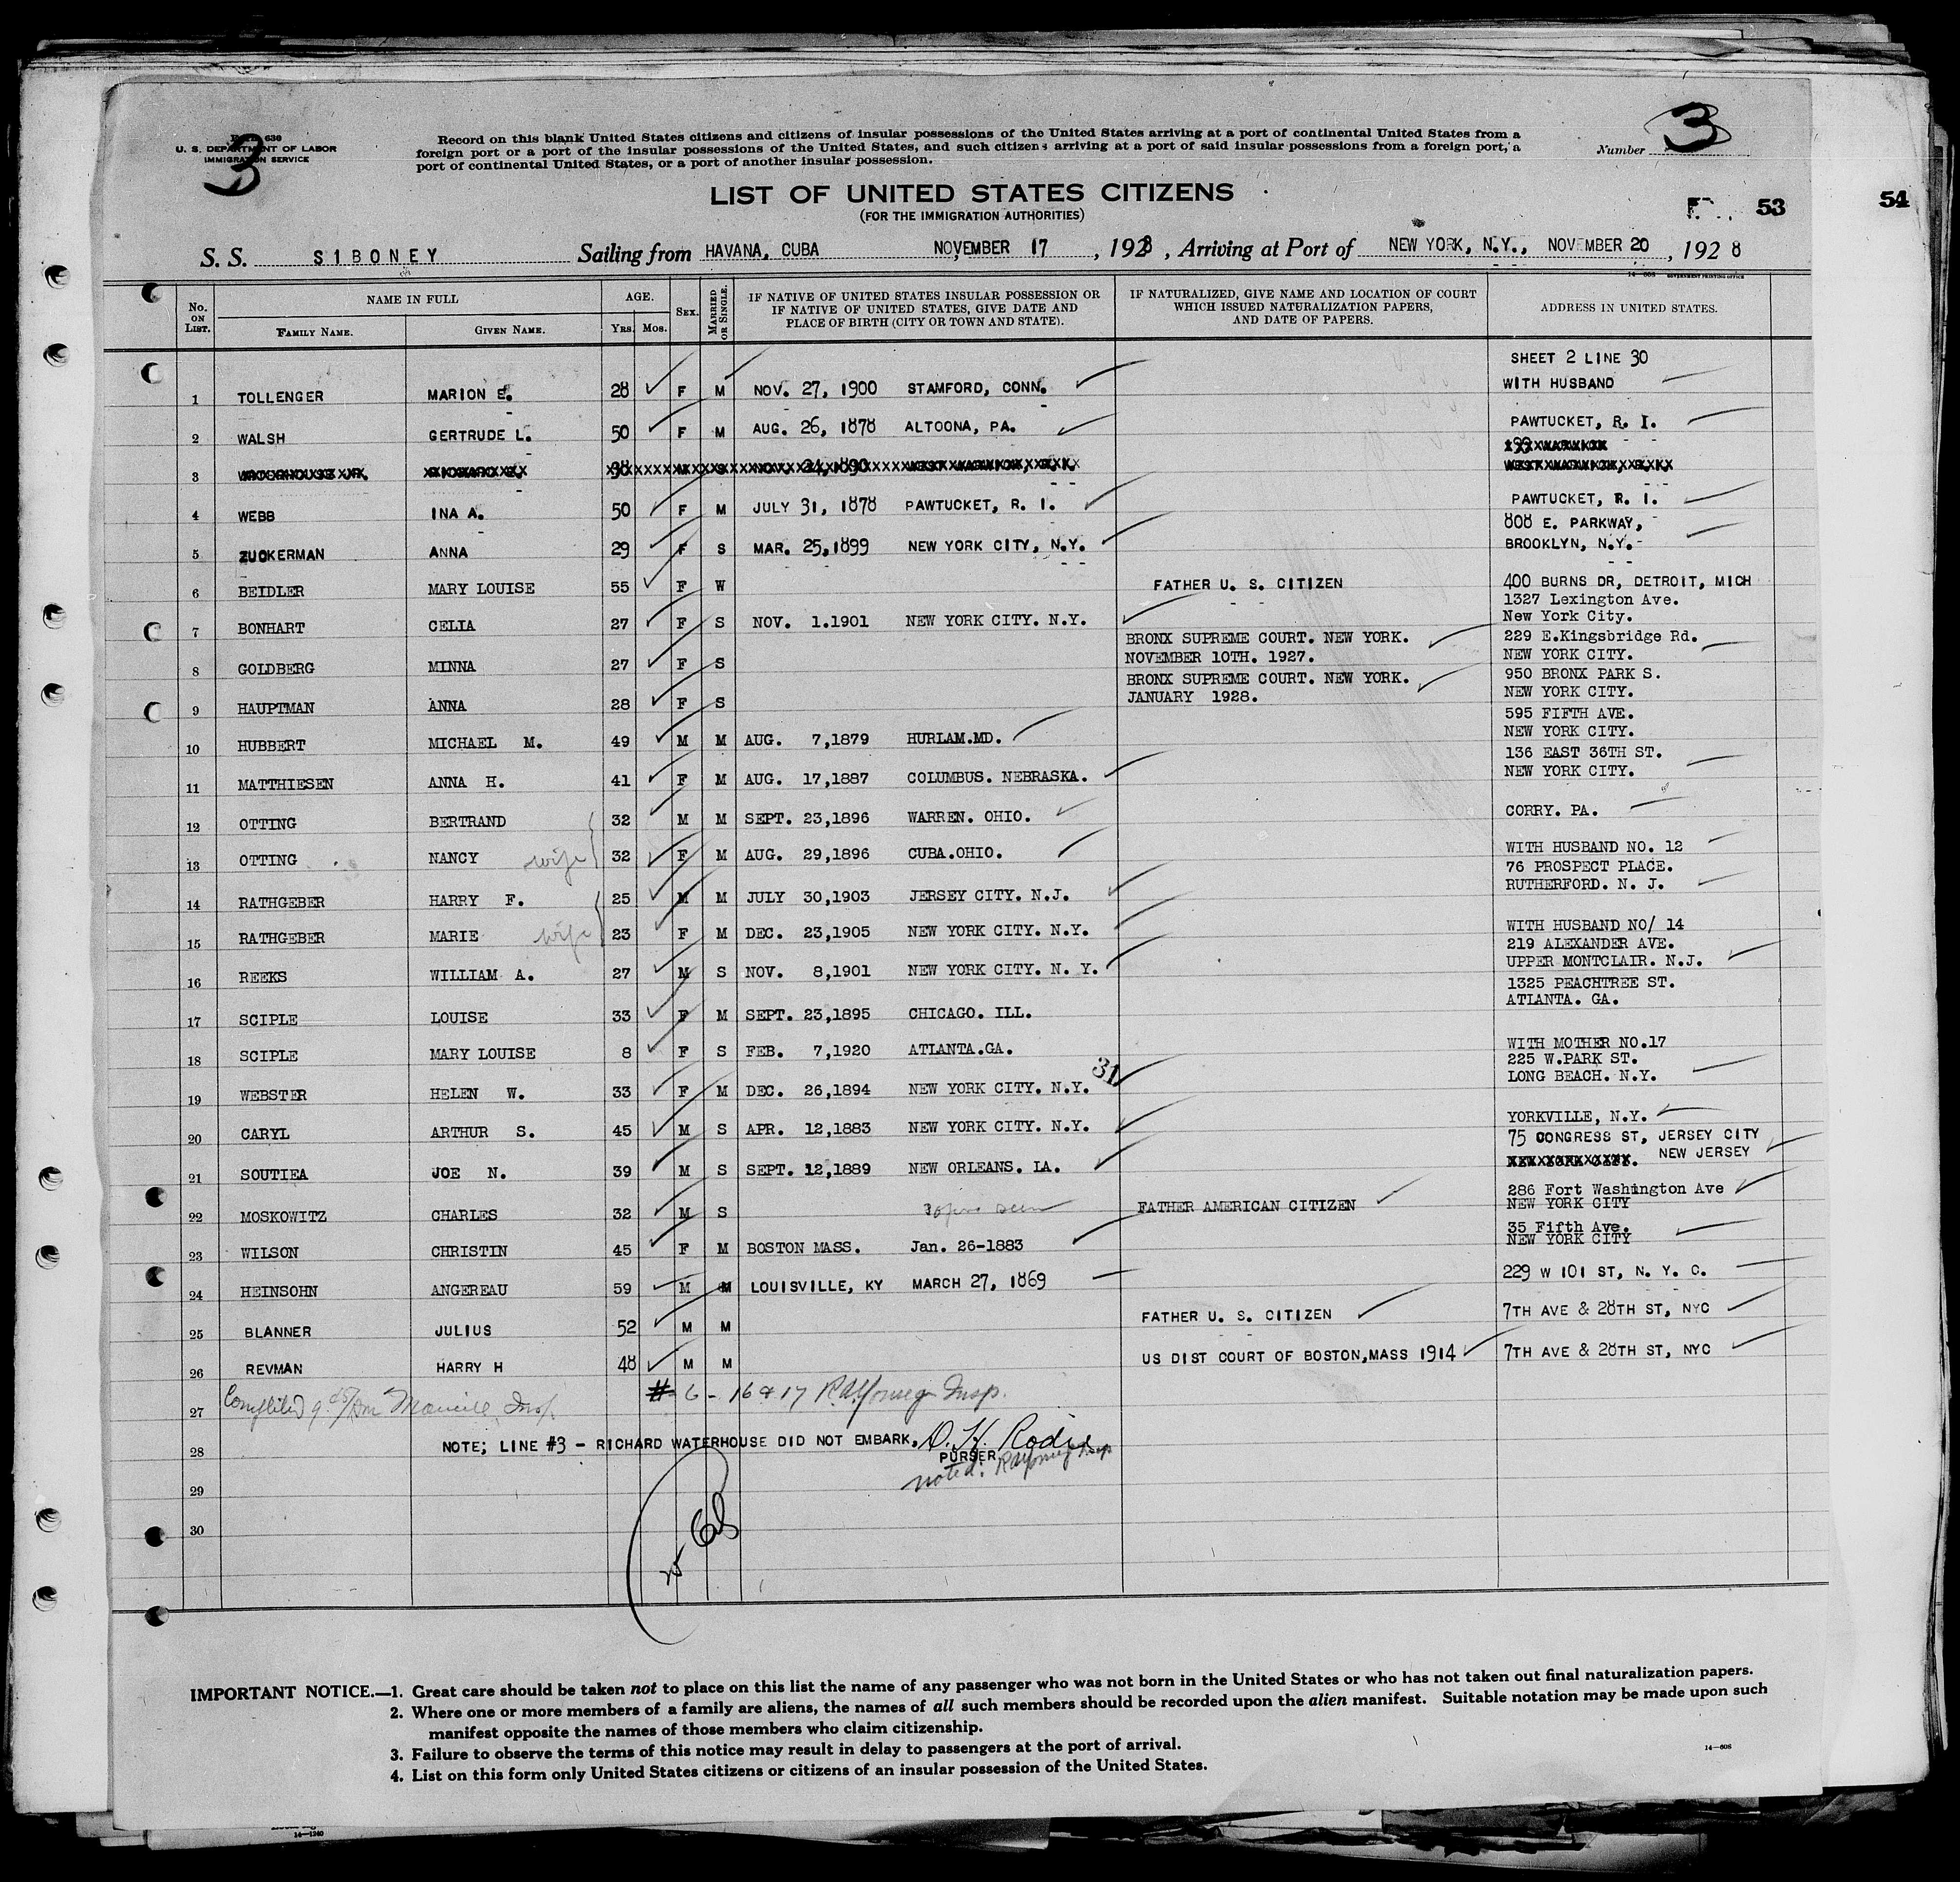 Form 630
U. S. DEPARTMENT OF LABOR
IMMIGRATION SERVICE
3
Record on this blank United States citizens and citizens of insular possessions of the United States arriving at a port of continental United States from a
foreign port or a port of the insular possessions of the United States, and such citizens arriving at a port of said insular possessions from a foreign port, a
port of continental United States, or a port of another insular possession.
Number 3
LIST OF UNITED STATES CITIZENS
(FOR THE IMMIGRATION AUTHORITIES)
53
54
S. S. SIBONEY Sailing from HAVANA, CUBA NOVEMBER 17, 1928, Arriving at Port of NEW YORK, N.Y., NOVEMBER 20, 1928
14—608 GOVERNMENT PRINTING OFFICE
No. ON LIST. NAME IN FULL FAMILY NAME. GIVEN NAME. AGE. Yrs. Mos. SEX. MARRIED OR SINGLE. IF NATIVE OF UNITED STATES INSULAR POSSESSION OR IF NATIVE OF UNITED STATES, GIVE DATE AND PLACE OF BIRTH (CITY OR TOWN AND STATE). IF NATURALIZED, GIVE NAME AND LOCATION OF COURT WHICH ISSUED NATURALIZATION PAPERS, AND DATE OF PAPERS. ADDRESS IN UNITED STATES.
SHEET 2 LINE 30
1 TOLLENGER MARION E. 28 F M NOV. 27, 1900 STAMFORD, CONN. WITH HUSBAND
2 WALSH GERTRUDE L. 50 F M AUG. 26, 1878 ALTOONA, PA. PAWTUCKET, R. I.
3 38 M S NOV. 24, 1890 WEST WARWICK, R.I.
4 WEBB INA A. 50 F M JULY 31, 1878 PAWTUCKET, R. I. PAWTUCKET, R. I.
808 E. PARKWAY,
5 ZUCKERMAN ANNA 29 F S MAR. 25,1899 NEW YORK CITY, N.Y. BROOKLYN, N.Y.
6 BEIDLER MARY LOUISE 55 F W FATHER U. S. CITIZEN 400 BURNS DR, DETROIT, MICH
1327 Lexington Ave.
7 BONHART CELIA 27 F S NOV. 1.1901 NEW YORK CITY. N.Y. New York City.
BRONX SUPREME COURT. NEW YORK. 229 E.Kingsbridge Rd.
8 GOLDBERG MINNA 27 F S NOVEMBER 10TH. 1927. NEW YORK CITY.
BRONX SUPREME COURT. NEW YORK. 950 BRONX PARK S.
9 HAUPTMAN ANNA 28 F S JANUARY 1928. NEW YORK CITY.
595 FIFTH AVE.
10 HUBBERT MICHAEL M. 49 M M AUG. 7,1879 HURLAM.MD. NEW YORK CITY.
136 EAST 36TH ST.
11 MATTHIESEN ANNA H. 41 F M AUG. 17,1887 COLUMBUS. NEBRASKA. NEW YORK CITY.
12 OTTING BERTRAND 32 M M SEPT. 23,1896 WARREN. OHIO. CORRY. PA.
13 OTTING NANCY wife 32 F M AUG. 29,1896 CUBA.OHIO. WITH HUSBAND NO. 12
76 PROSPECT PLACE.
14 RATHGEBER HARRY F. 25 M M JULY 30,1903 JERSEY CITY. N.J. RUTHERFORD. N. J.
15 RATHGEBER MARIE wife 23 F M DEC. 23,1905 NEW YORK CITY. N.Y. WITH HUSBAND NO/ 14
219 ALEXANDER AVE.
16 REEKS WILLIAM A. 27 M S NOV. 8,1901 NEW YORK CITY. N. Y. UPPER MONTCLAIR. N.J.
1325 PEACHTREE ST.
17 SCIPLE LOUISE 33 F M SEPT. 23,1895 CHICAGO. ILL. ATLANTA. GA.
18 SCIPLE MARY LOUISE 8 F S FEB. 7,1920 ATLANTA.GA. WITH MOTHER NO.17
225 W.PARK ST.
19 WEBSTER HELEN W. 33 F M DEC. 26,1894 NEW YORK CITY. N.Y. 31 LONG BEACH. N.Y.
20 CARYL ARTHUR S. 45 M S APR. 12,1883 NEW YORK CITY. N.Y. YORKVILLE, N.Y.
75 CONGRESS ST, JERSEY CITY
21 SOUTIEA JOE N. 39 M S SEPT. 12,1889 NEW ORLEANS. LA. NEW JERSEY
286 Fort Washington Ave
22 MOSKOWITZ CHARLES 32 M S seen FATHER AMERICAN CITIZEN NEW YORK CITY
35 Fifth Ave.
23 WILSON CHRISTIN 45 F M BOSTON MASS. Jan. 26-1883 NEW YORK CITY
24 HEINSOHN ANGEREAU 59 M M LOUISVILLE, KY MARCH 27, 1869 229 W 101 ST, N. Y. C.
25 BLANNER JULIUS 52 M M FATHER U. S. CITIZEN 7TH AVE & 28TH ST, NYC
26 REVMAN HARRY H 48 M M US DIST COURT OF BOSTON,MASS 1914 7TH AVE & 28TH ST, NYC
# 6 - 16 & 17 Insp.
27
28 NOTE; LINE #3 - RICHARD WATERHOUSE DID NOT EMBARK.
PURSER
noted.
29
30
IMPORTANT NOTICE.—1. Great care should be taken not to place on this list the name of any passenger who was not born in the United States or who has not taken out final naturalization papers.
2. Where one or more members of a family are aliens, the names of all such members should be recorded upon the alien manifest. Suitable notation may be made upon such
manifest opposite the names of those members who claim citizenship.
3. Failure to observe the terms of this notice may result in delay to passengers at the port of arrival.
4. List on this form only United States citizens or citizens of an insular possession of the United States.
14—608
14—1240